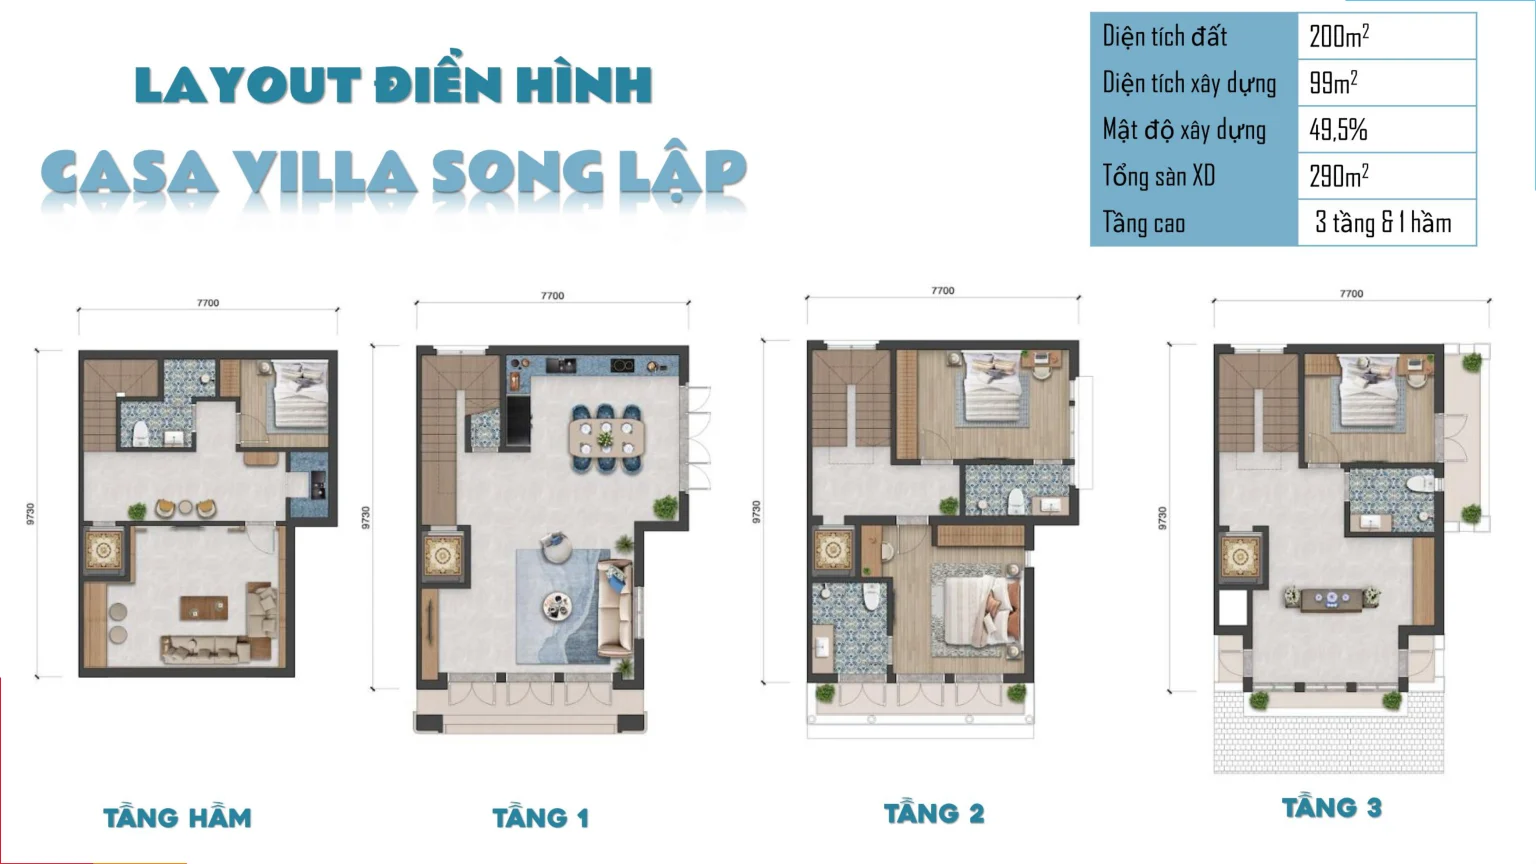 LAYOUT ĐIỂN HÌNH
CASA VILLA SONG LẬP
Diện tích đất 200m²
Diện tích xây dựng 99m²
Mật độ xây dựng 49,5%
Tổng sàn XD 290m²
Tầng cao 3 tầng & 1 hầm
7700
9730
TẦNG HẦM
7700
9730
TẦNG 1
7700
9730
TẦNG 2
7700
9730
TẦNG 3